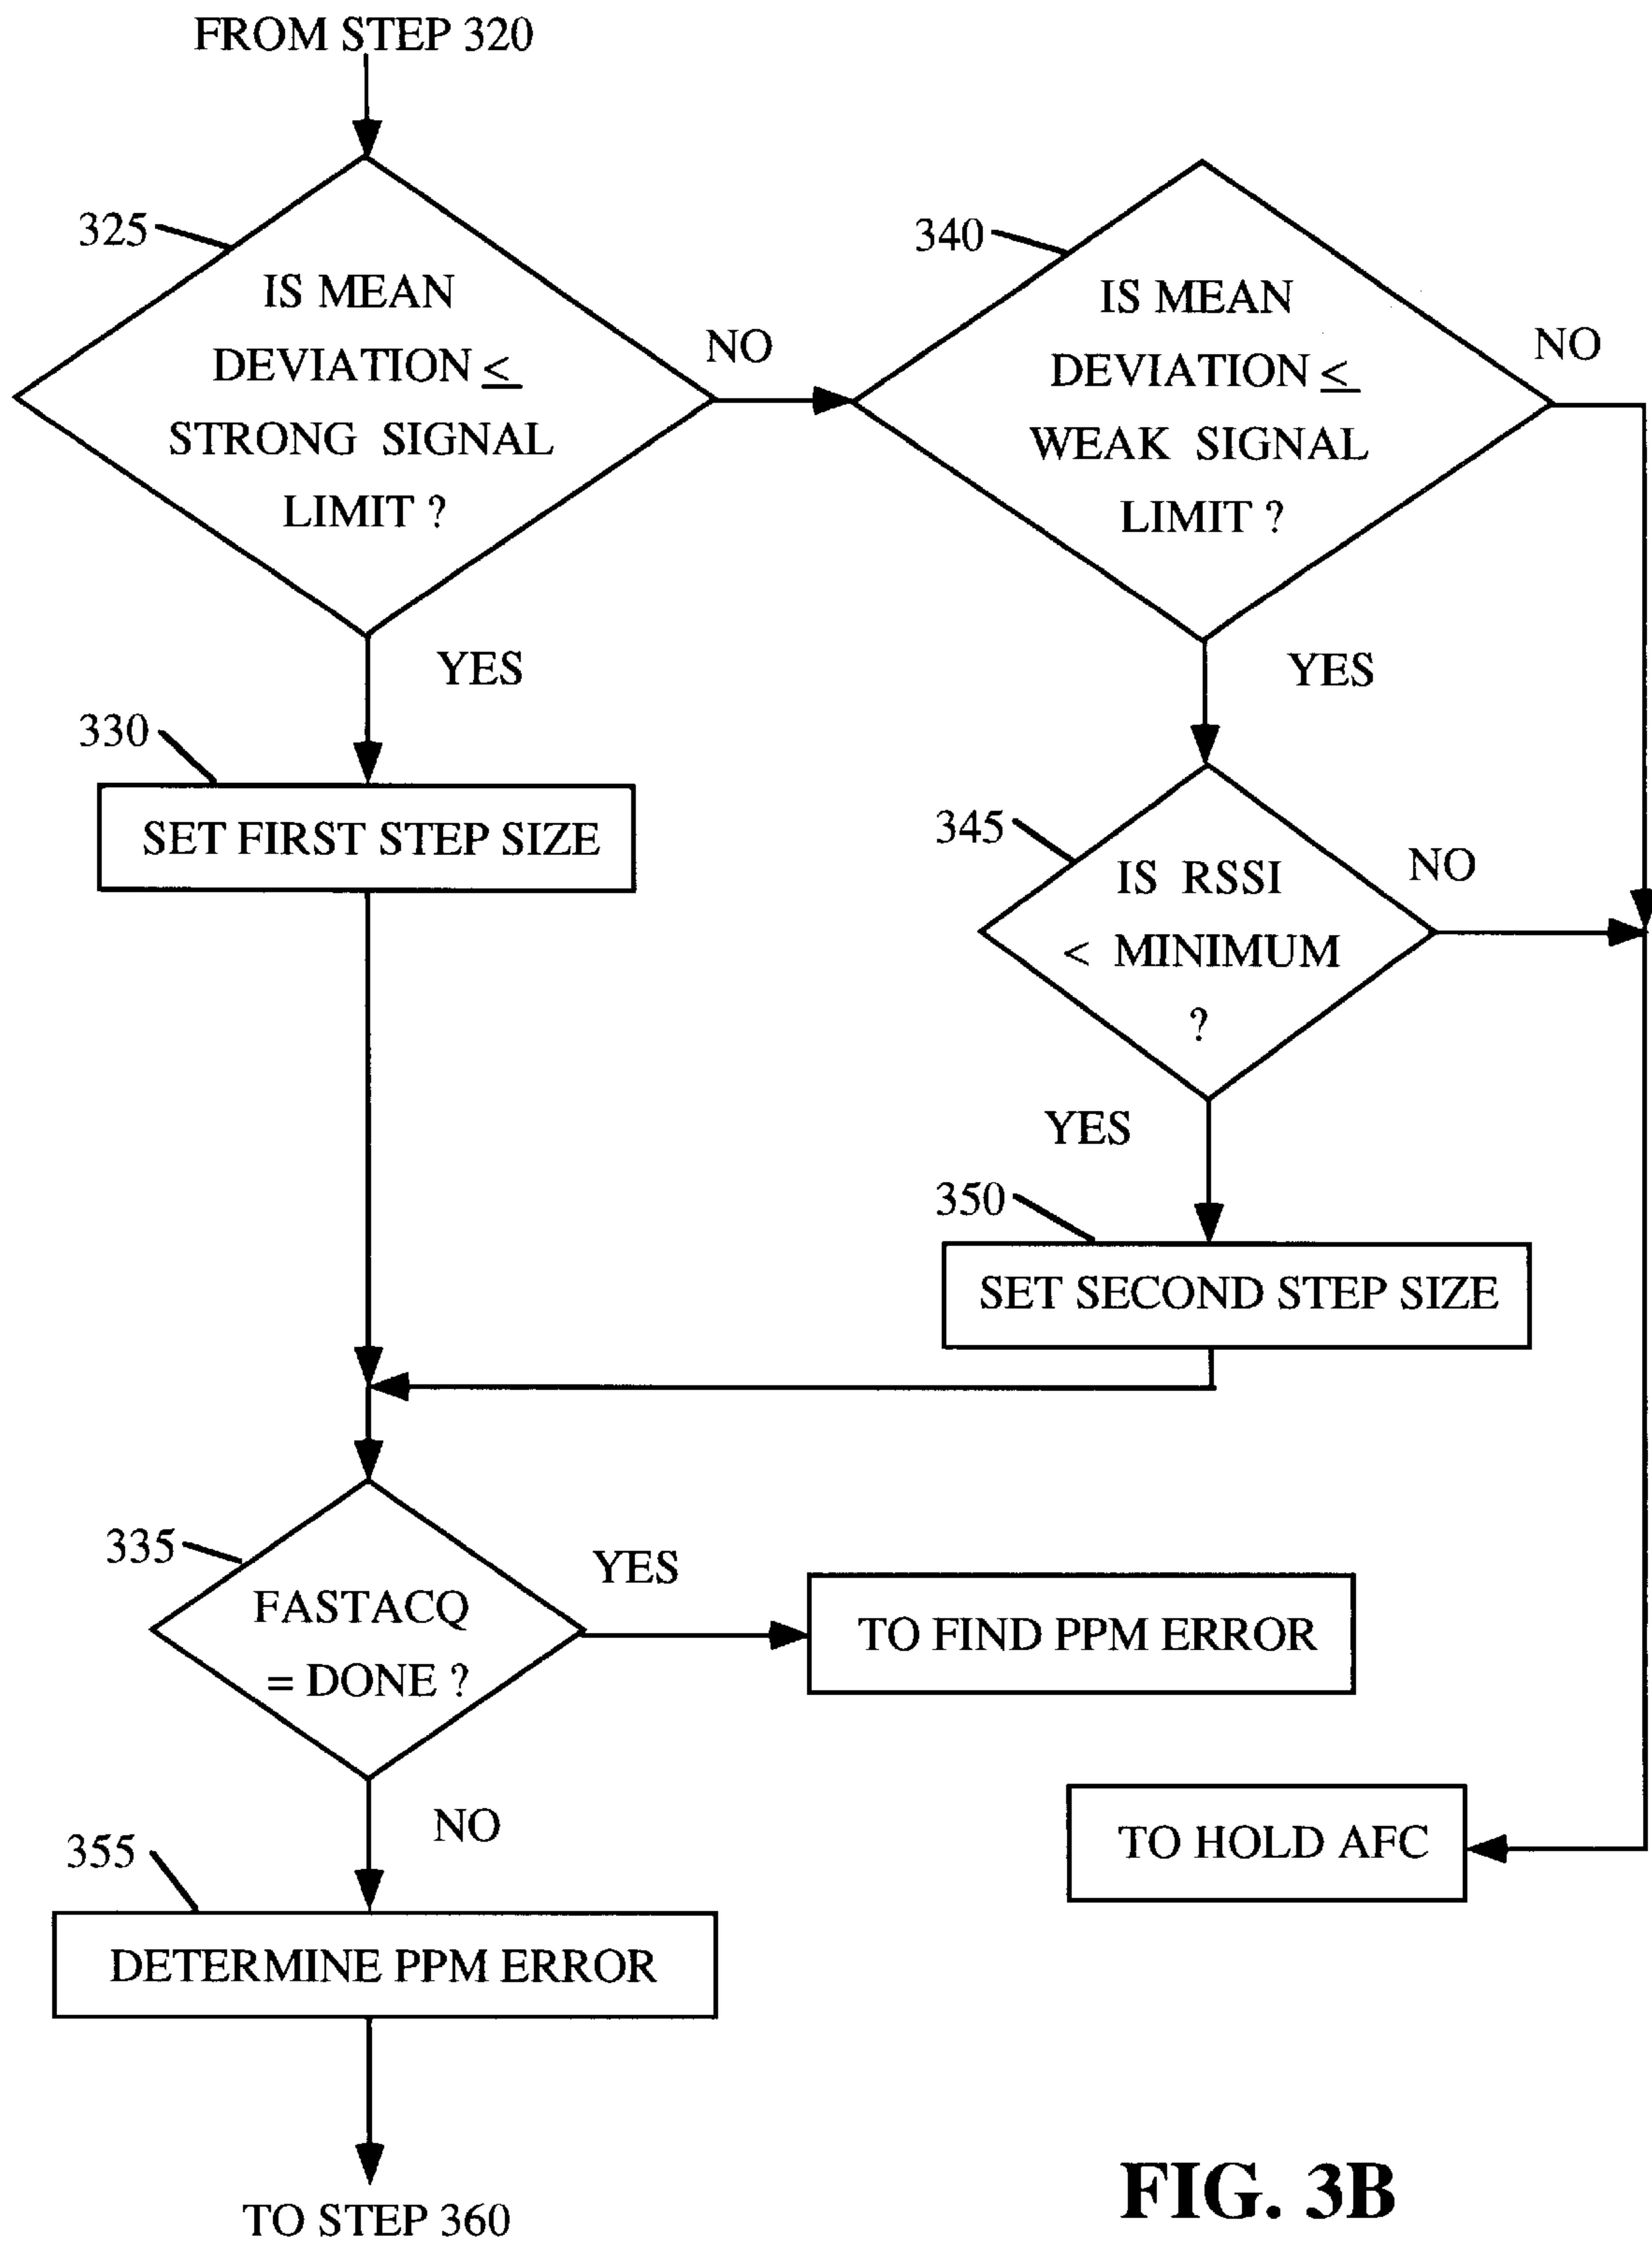 FROM STEP 320
325
IS MEAN
DEVIATION ≤
STRONG SIGNAL
LIMIT ?
NO
YES
340
IS MEAN
DEVIATION ≤
WEAK SIGNAL
LIMIT ?
NO
YES
330
SET FIRST STEP SIZE
345
IS RSSI
< MINIMUM
?
NO
YES
350
SET SECOND STEP SIZE
335
FASTACQ
= DONE ?
YES
TO FIND PPM ERROR
NO
TO HOLD AFC
355
DETERMINE PPM ERROR
TO STEP 360
FIG. 3B